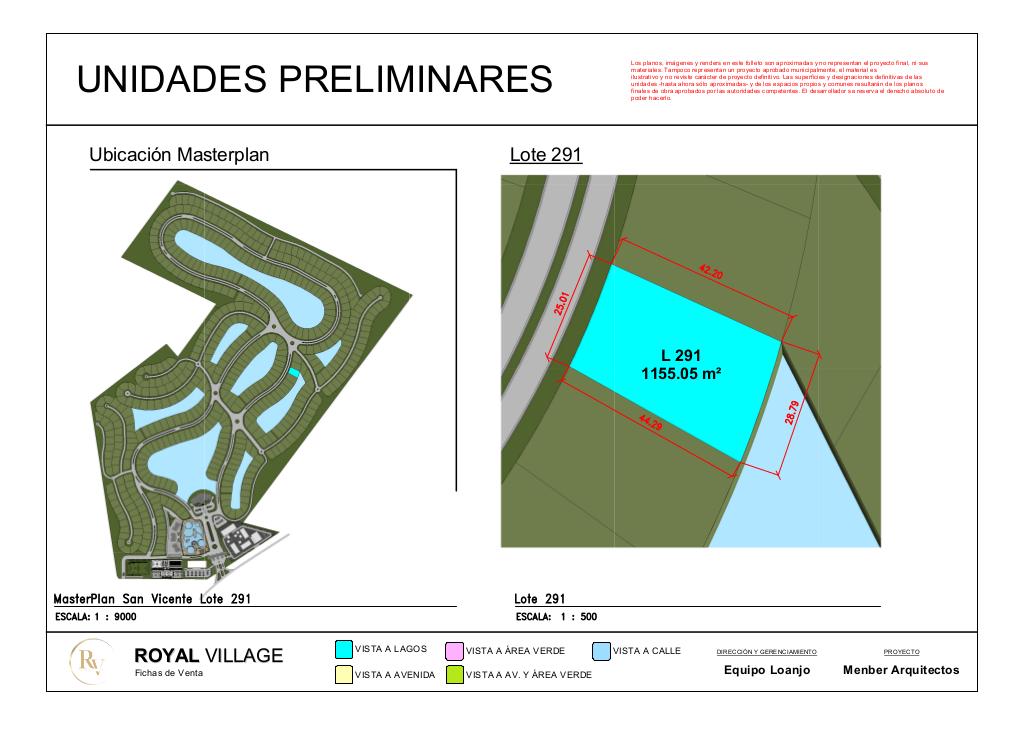 UNIDADES PRELIMINARES
Los planos, imágenes y renders en este folleto son aproximadas y no representan el proyecto final, ni sus
materiales. Tampoco representan un proyecto aprobado municipalmente, el material es
ilustrativo y no reviste carácter de proyecto definitivo. Las superficies y designaciones definitivas de las
unidades -hasta ahora sólo aproximadas- y de los espacios propios y comunes resultarán de los planos
finales de obra aprobados por las autoridades competentes. El desarrollador se reserva el derecho absoluto de
poder hacerlo.
Ubicación Masterplan
Lote 291
42.20
25.01
L 291
1155.05 m²
28.79
44.29
MasterPlan San Vicente Lote 291
ESCALA: 1 : 9000
Lote 291
ESCALA: 1 : 500
RV
ROYAL VILLAGE
Fichas de Venta
VISTA A LAGOS
VISTA A ÁREA VERDE
VISTA A CALLE
VISTA A AVENIDA
VISTA A AV. Y ÁREA VERDE
DIRECCIÓN Y GERENCIAMIENTO
Equipo Loanjo
PROYECTO
Menber Arquitectos